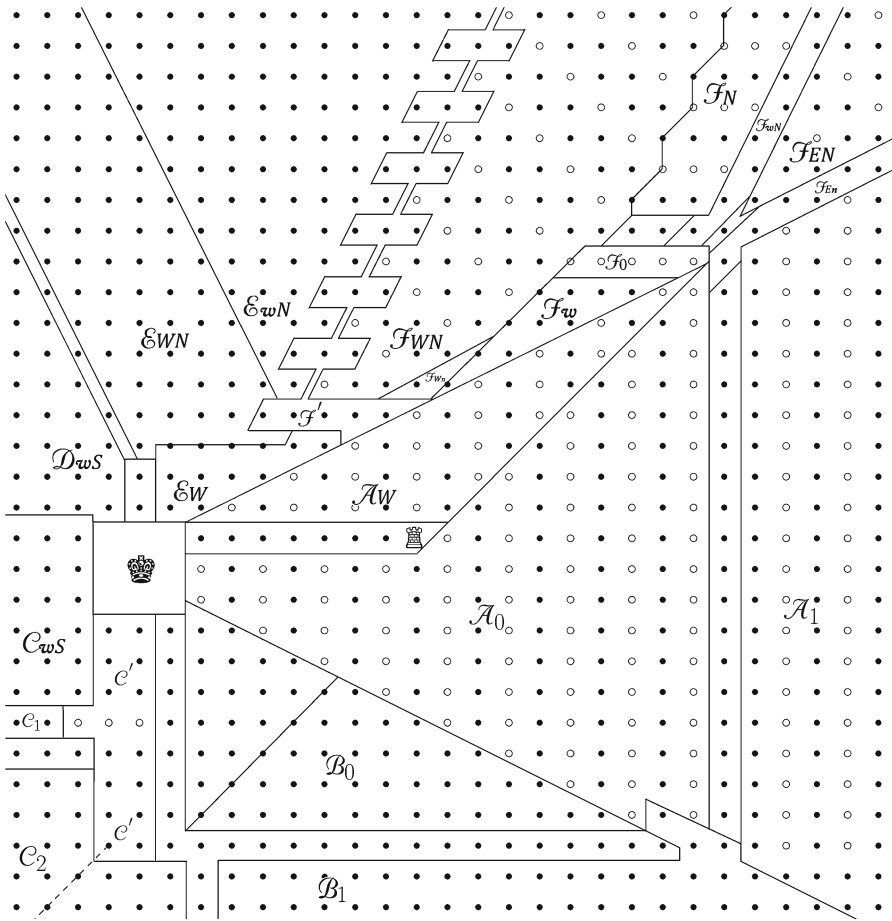 ℱN
ℱwN
ℱEN
ℱEn
ℱ0
ℰwN
ℱw
ℰWN
ℱWN
ℱWn
ℱ′
𝒟wS
ℰW
𝒜W
𝒜0
𝒜1
𝒞wS
𝒞′
𝒞1
ℬ0
𝒞′
𝒞2
ℬ1